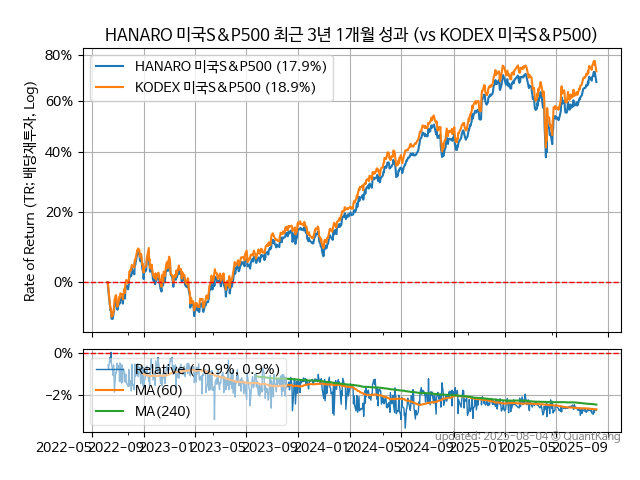 HANARO 미국S&P500 최근 3년 1개월 성과 (vs KODEX 미국S&P500)
Rate of Return (TR: 배당재투자, Log)
80%
60%
40%
20%
0%
HANARO 미국S&P500 (17.9%)
KODEX 미국S&P500 (18.9%)
0%
−2%
Relative (−0.9%, 0.9%)
MA(60)
MA(240)
updated: 2025-08-04 © QuantKang
2022-05 2022-09 2023-01 2023-05 2023-09 2024-01 2024-05 2024-09 2025-01 2025-05 2025-09